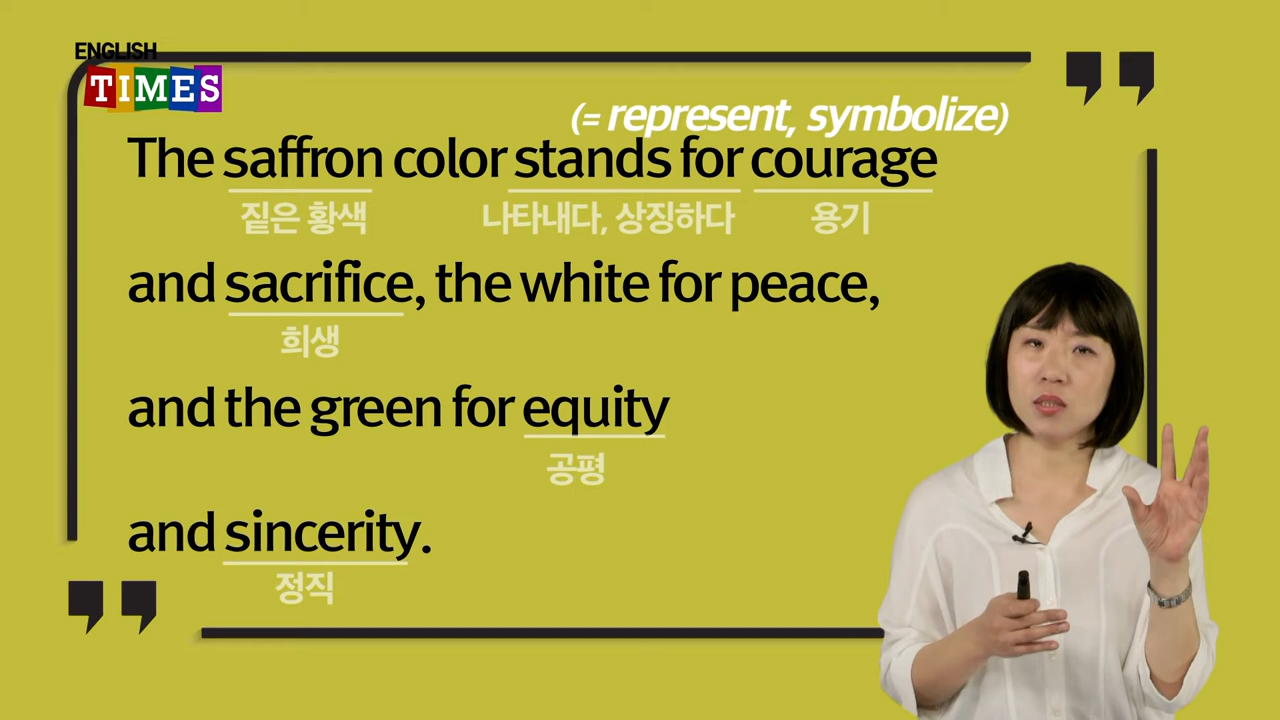 ENGLISH
TIMES
(= represent, symbolize)
The saffron color stands for courage
짙은 황색 나타내다, 상징하다 용기
and sacrifice, the white for peace,
희생
and the green for equity
공평
and sincerity.
정직